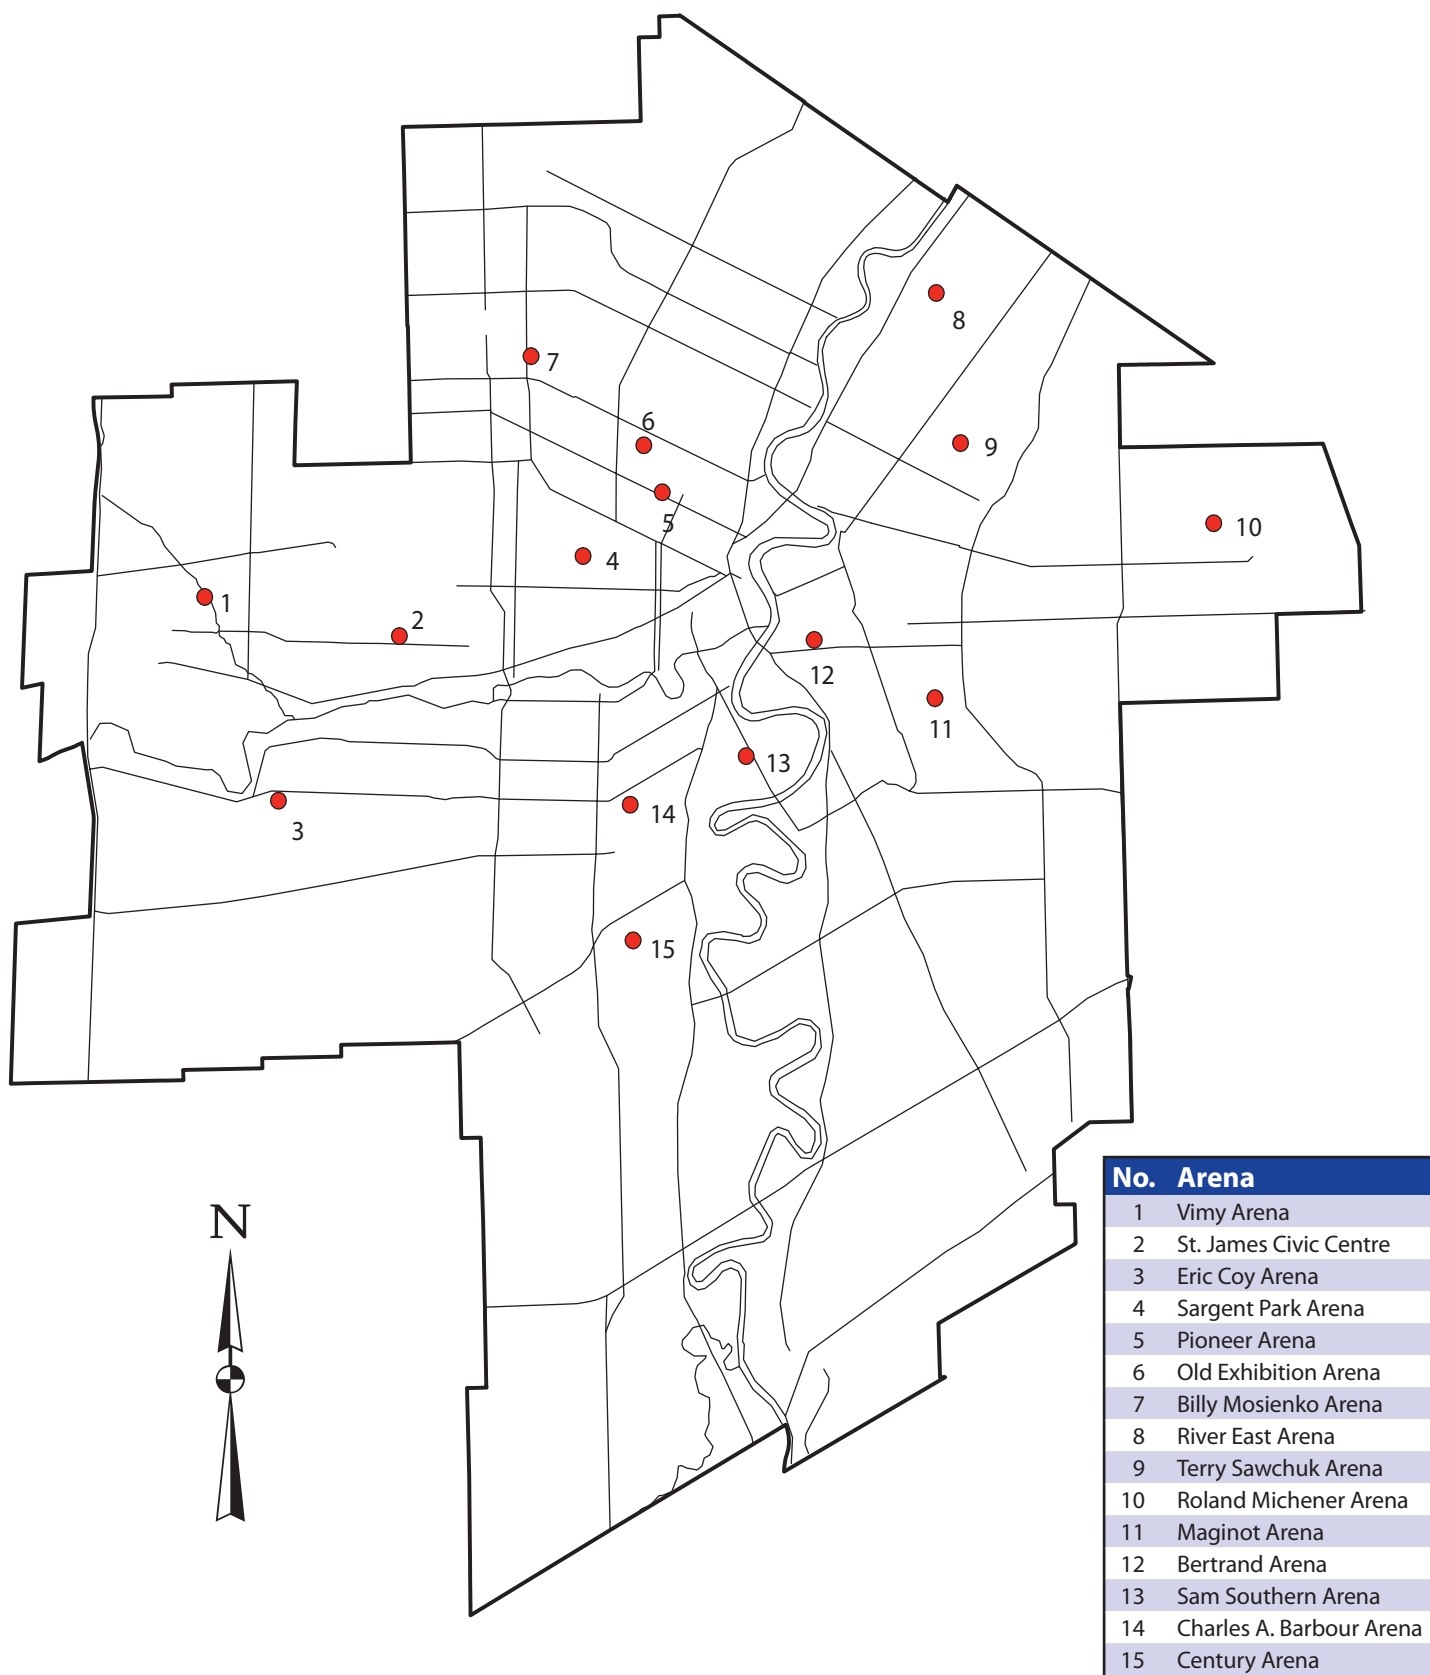 8
7
6
9
5
10
4
1
2
12
11
13
14
3
15
N
No. Arena
1 Vimy Arena
2 St. James Civic Centre
3 Eric Coy Arena
4 Sargent Park Arena
5 Pioneer Arena
6 Old Exhibition Arena
7 Billy Mosienko Arena
8 River East Arena
9 Terry Sawchuk Arena
10 Roland Michener Arena
11 Maginot Arena
12 Bertrand Arena
13 Sam Southern Arena
14 Charles A. Barbour Arena
15 Century Arena